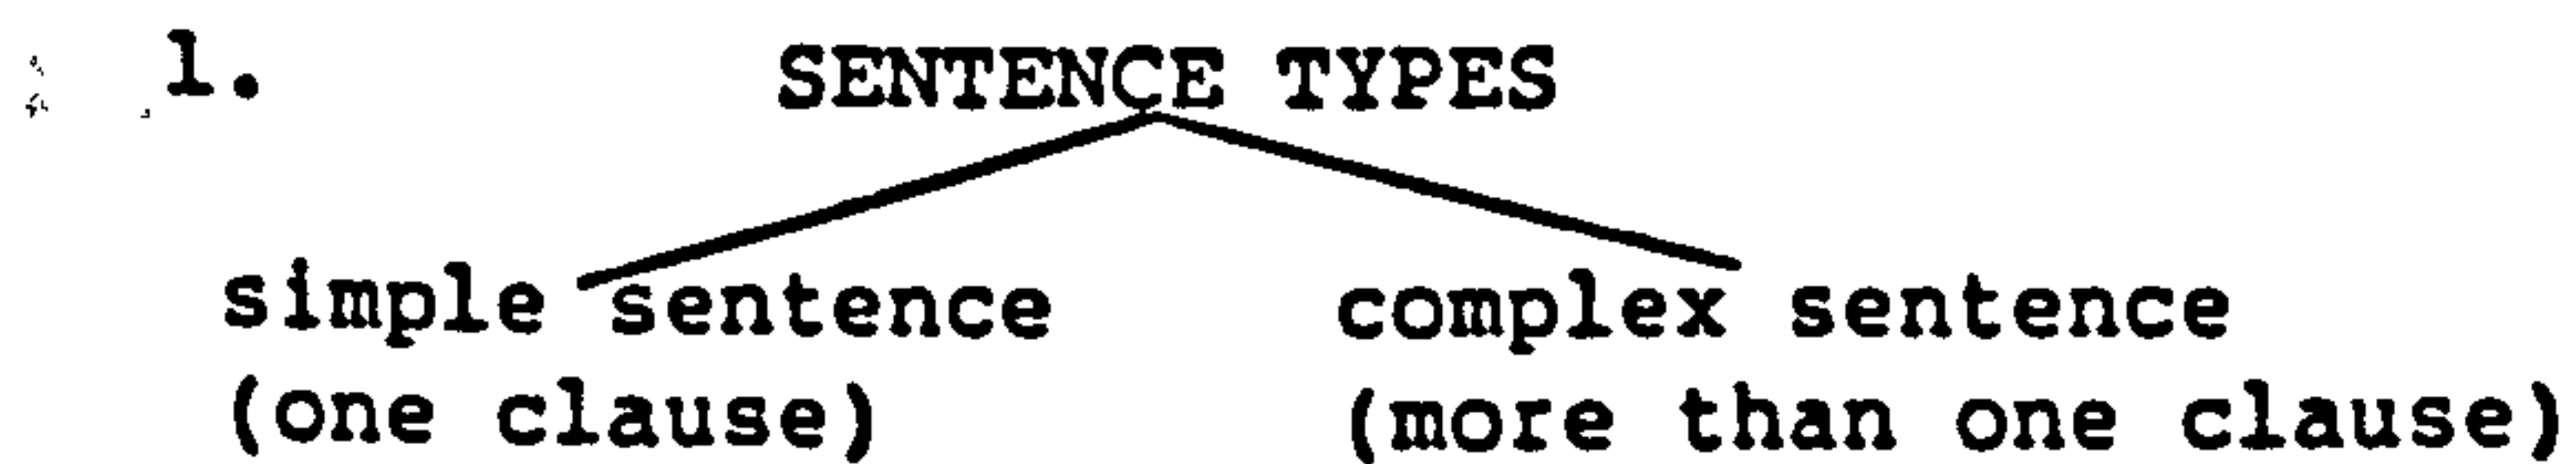 1. SENTENCE TYPES
simple sentence complex sentence
(one clause) (more than one clause)